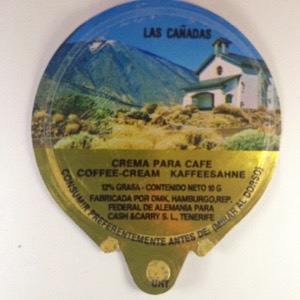 LAS CAÑADAS
CREMA PARA CAFE
COFFEE-CREAM KAFFEESAHNE
12% GRASA - CONTENIDO NETO 10 G
FABRICADA POR DMK, HAMBURGO, REP.
FEDERAL DE ALEMANIA PARA
CASH &CARRY S. L., TENERIFE
CONSUMIR PREFERENTEMENTE ANTES DE: (MIRAR AL DORSO)